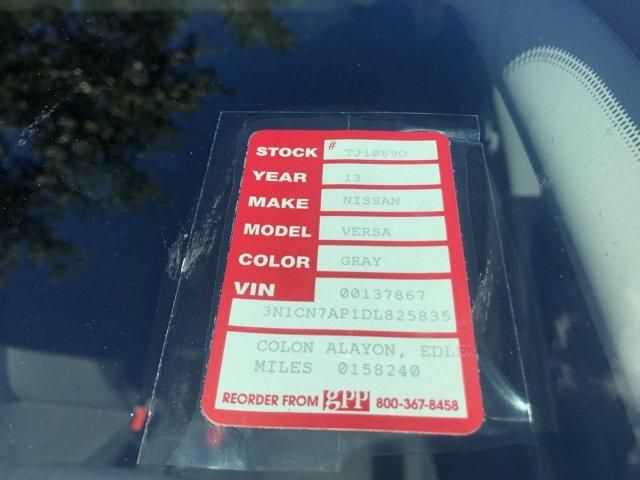 STOCK # TJ1069O
YEAR 13
MAKE NISSAN
MODEL VERSA
COLOR GRAY
VIN 00137867
3N1CN7AP1DL825835
COLON ALAYON, EDL
MILES 0158240
REORDER FROM gpp 800-367-8458